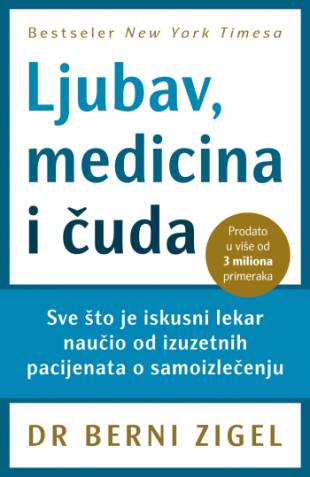 Bestseler New York Timesa
Ljubav,
medicina
i čuda
Prodato
u više od
3 miliona
primeraka
Sve što je iskusni lekar
naučio od izuzetnih
pacijenata o samoizlečenju
DR BERNI ZIGEL